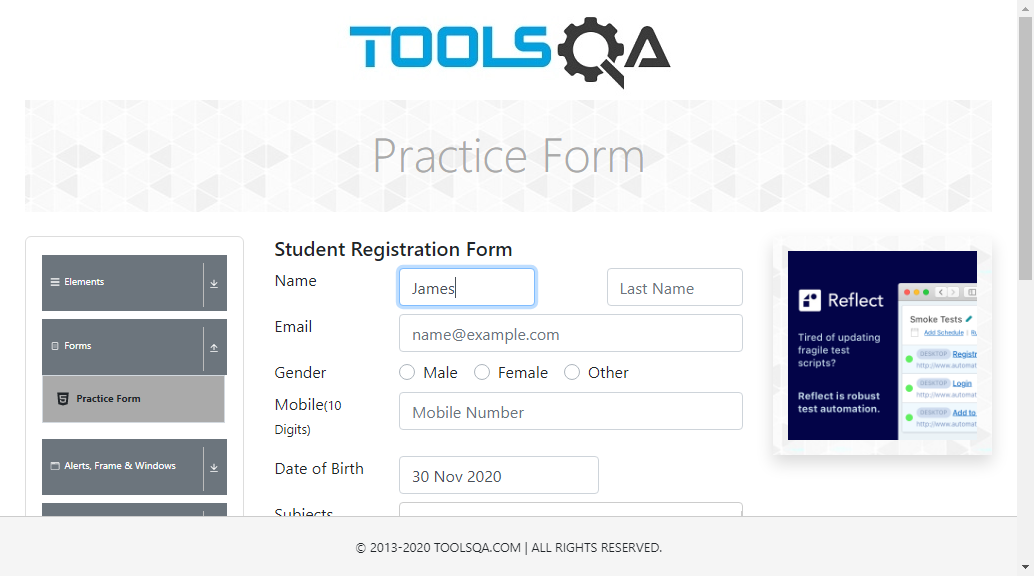 TOOLSQA
Practice Form
Elements
Forms
Practice Form
Alerts, Frame & Windows
Student Registration Form
Name
James
Last Name
Email
name@example.com
Gender
Male
Female
Other
Mobile(10
Digits)
Mobile Number
Date of Birth
30 Nov 2020
Subjects
Reflect
Tired of updating
fragile test
scripts?
Reflect is robust
test automation.
Smoke Tests
Add Schedule
DESKTOP Registr
http://www.automat
DESKTOP Login
http://www.automat
DESKTOP Add to
http://www.automat
© 2013-2020 TOOLSQA.COM | ALL RIGHTS RESERVED.